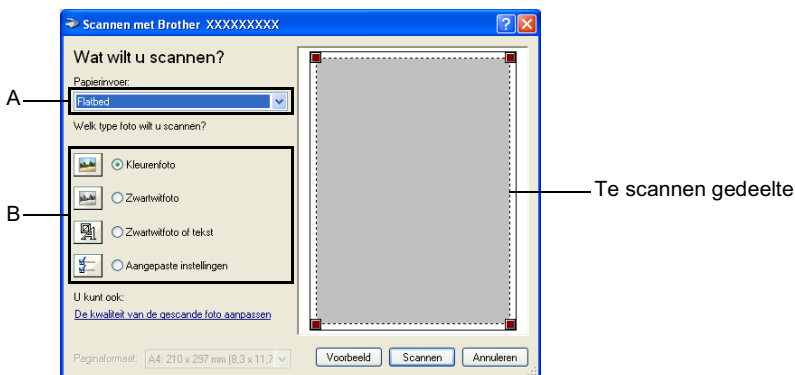 Scannen met Brother XXXXXXXXX
Wat wilt u scannen?
Papierinvoer:
A
Flatbed
Welk type foto wilt u scannen?
Kleurenfoto
Te scannen gedeelte
Zwartwitfoto
B
Zwartwitfoto of tekst
Aangepaste instellingen
U kunt ook:
De kwaliteit van de gescande foto aanpassen
Paginaformaat: A4: 210 x 297 mm (8,3 x 11,7
Voorbeeld Scannen Annuleren